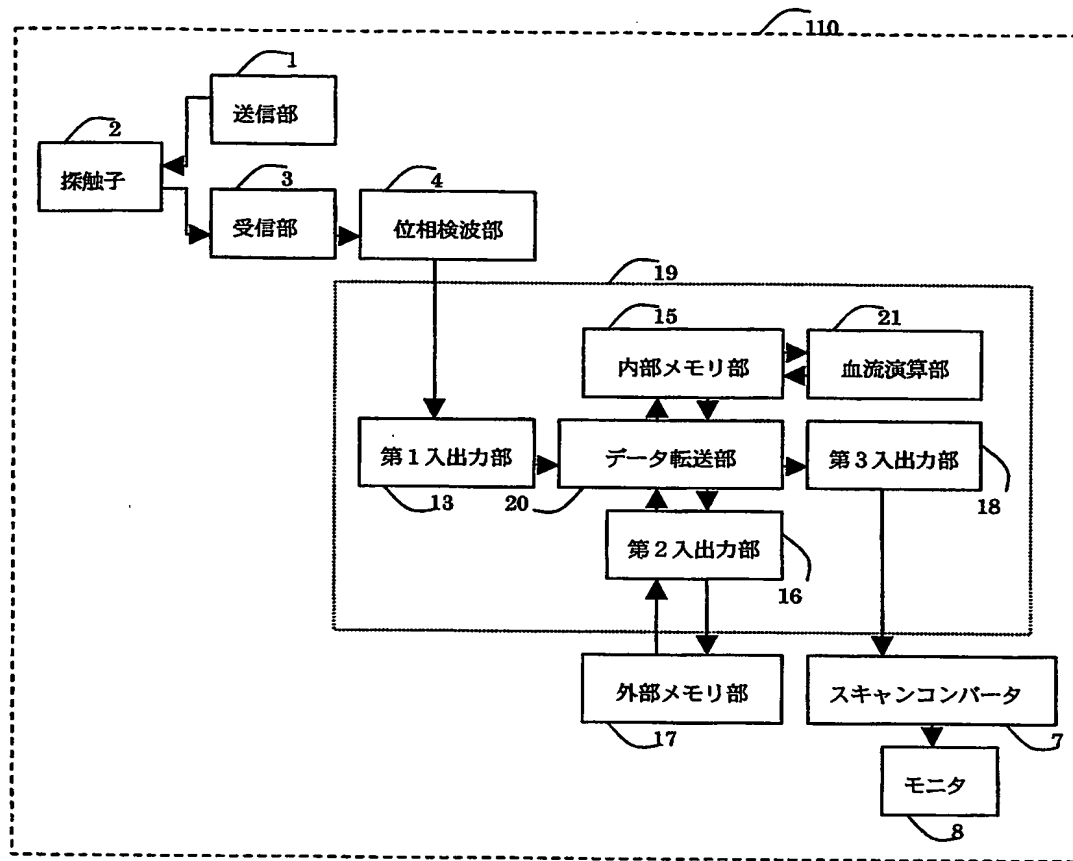 110
1
送信部
2
探触子
3
受信部
4
位相検波部
19
15
内部メモリ部
21
血流演算部
第1入出力部
13
データ転送部
20
第3入出力部
18
第2入出力部
16
外部メモリ部
17
スキャンコンバータ
7
モニタ
8